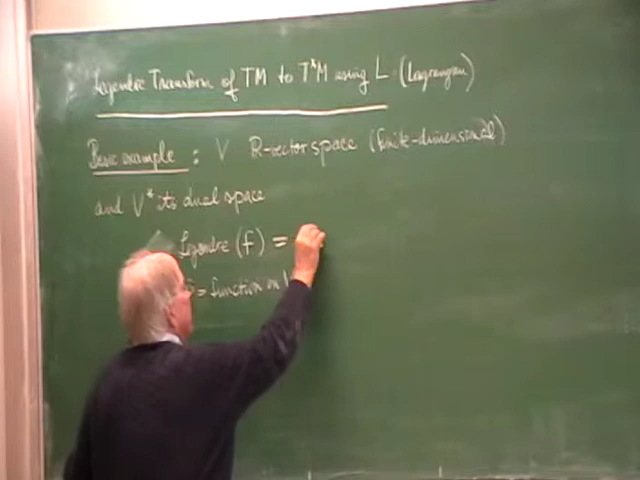 Legendre Transform of TM to T*M using L (Lagrangian)
Basic example : V R-vector space (finite-dimensional)
and V* its dual space
Legendre (f) =
= function on V